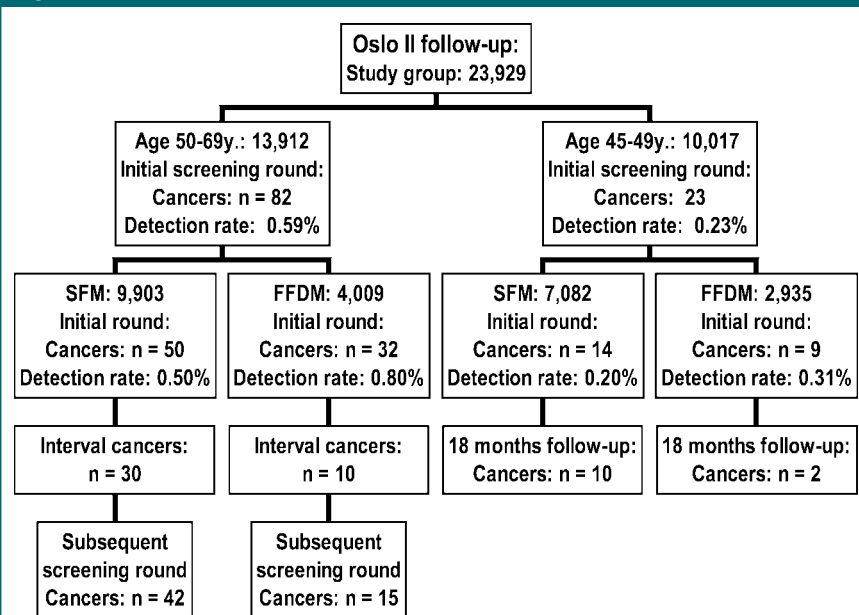 Oslo II follow-up:
Study group: 23,929
Age 50-69y.: 13,912
Initial screening round:
Cancers: n = 82
Detection rate: 0.59%
Age 45-49y.: 10,017
Initial screening round:
Cancers: 23
Detection rate: 0.23%
SFM: 9,903
Initial round:
Cancers: n = 50
Detection rate: 0.50%
FFDM: 4,009
Initial round:
Cancers: n = 32
Detection rate: 0.80%
SFM: 7,082
Initial round:
Cancers: n = 14
Detection rate: 0.20%
FFDM: 2,935
Initial round:
Cancers: n = 9
Detection rate: 0.31%
Interval cancers:
n = 30
Interval cancers:
n = 10
18 months follow-up:
Cancers: n = 10
18 months follow-up:
Cancers: n = 2
Subsequent
screening round
Cancers: n = 42
Subsequent
screening round
Cancers: n = 15